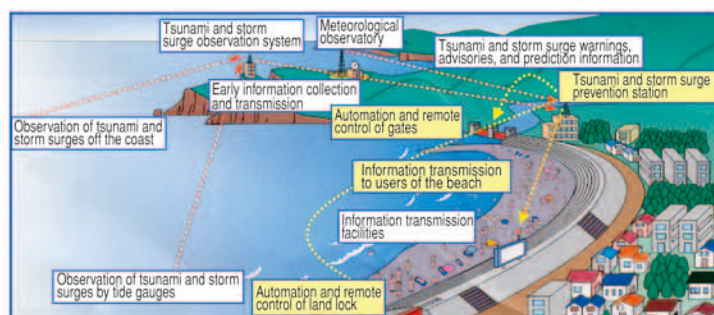 Tsunami and storm
surge observation system
Meteorological
observatory
Tsunami and storm surge warnings,
advisories, and prediction information
Tsunami and storm surge
prevention station
Early information collection
and transmission
Automation and remote
control of gates
Observation of tsunami and
storm surges off the coast
Information transmission
to users of the beach
Information transmission
facilities
Observation of tsunami and storm
surges by tide gauges
Automation and remote
control of land lock